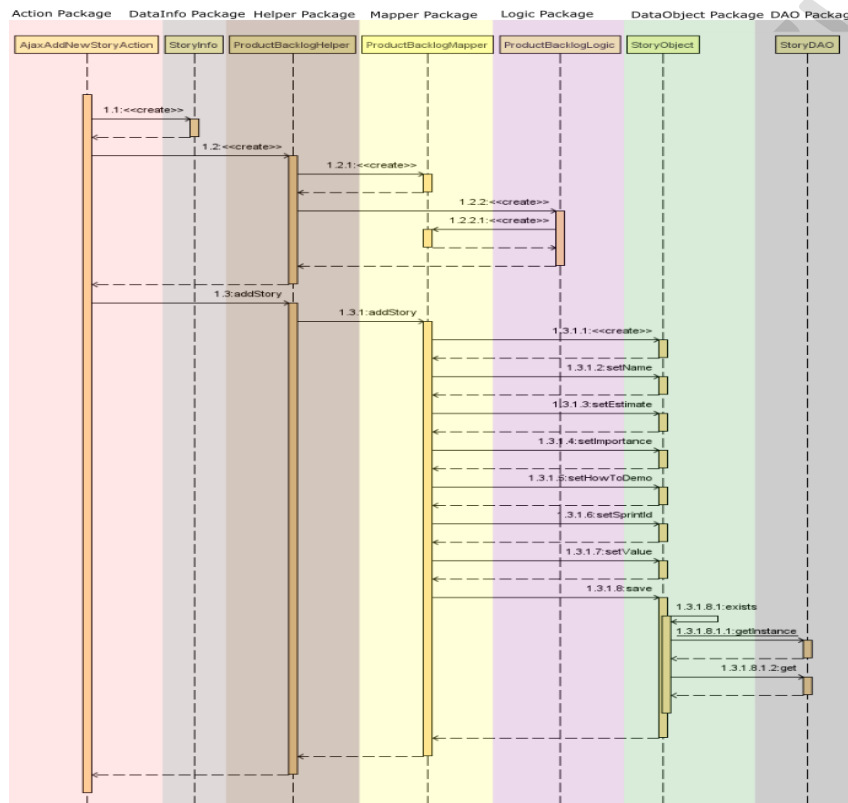 Action Package DataInfo Package Helper Package Mapper Package Logic Package DataObject Package DAO Packag
AjaxAddNewStoryAction StoryInfo ProductBacklogHelper ProductBacklogMapper ProductBacklogLogic StoryObject StoryDAO
1.1:<<create>>
1.2:<<create>>
1.2.1:<<create>>
1.2.2:<<create>>
1.2.2.1:<<create>>
1.3:addStory
1.3.1:addStory
1.3.1.1:<<create>>
1.3.1.2:setName
1.3.1.3:setEstimate
1.3.1.4:setImportance
1.3.1.5:setHowToDemo
1.3.1.6:setSprintId
1.3.1.7:setValue
1.3.1.8:save
1.3.1.8.1:exists
1.3.1.8.1.1:getInstance
1.3.1.8.1.2:get